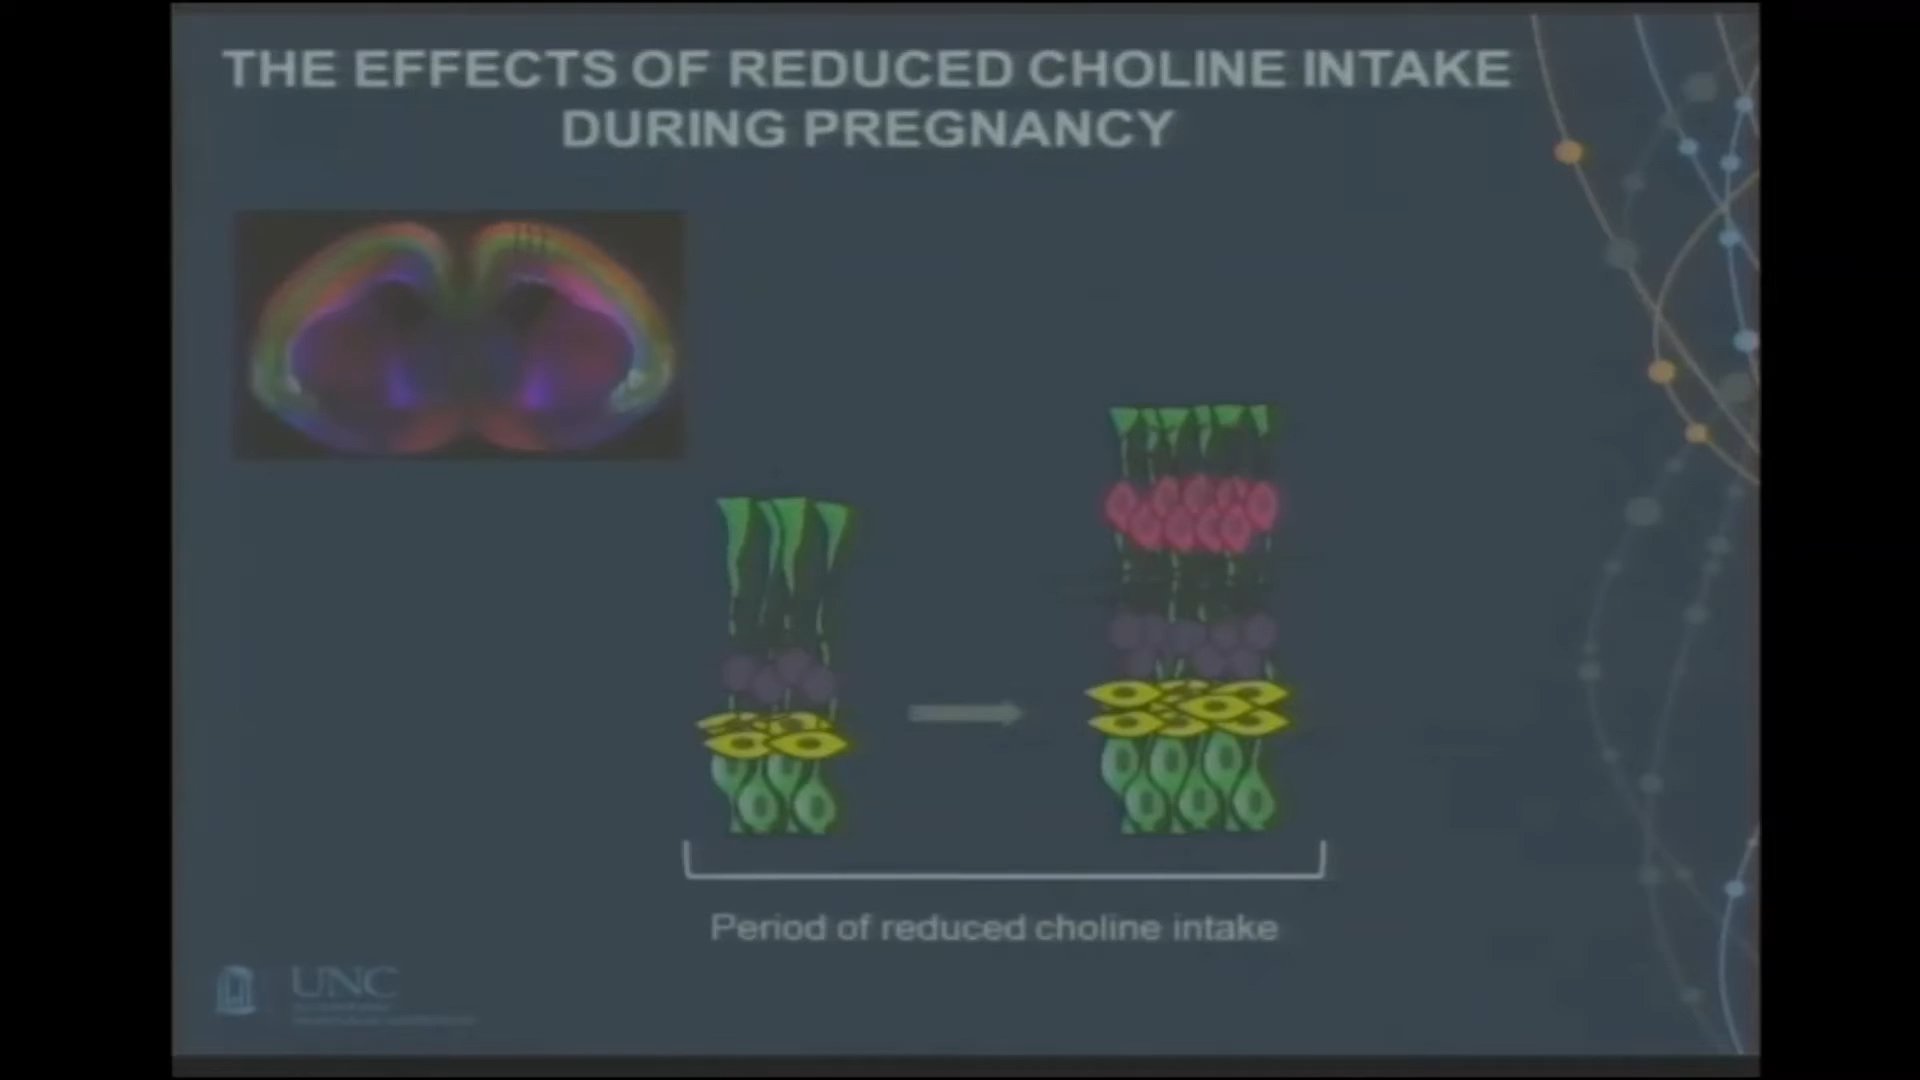 THE EFFECTS OF REDUCED CHOLINE INTAKE
DURING PREGNANCY
Period of reduced choline intake
UNC